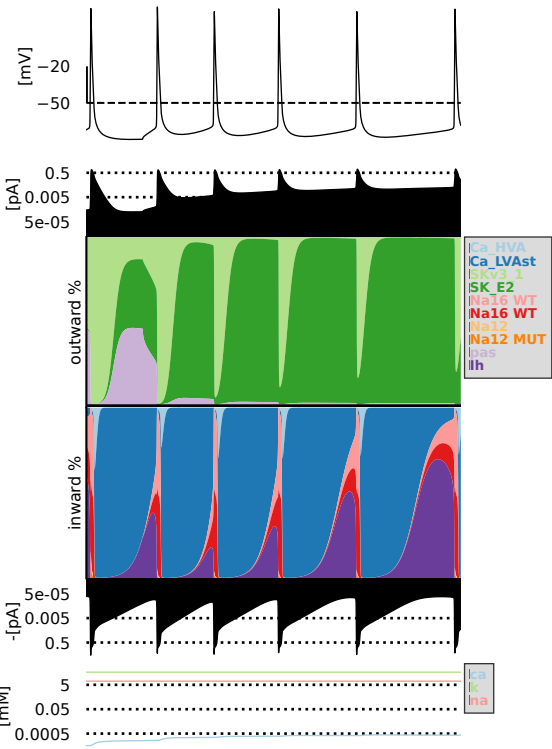 [mV]
−20
−50
[pA]
0.5
0.005
5e-05
outward %
Ca_HVA
Ca_LVAst
SKv3_1
SK_E2
Na16 WT
Na16 WT
Na12
Na12 MUT
pas
Ih
inward %
-[pA]
5e-05
0.005
0.5
[mM]
5
0.05
0.0005
ca
k
na